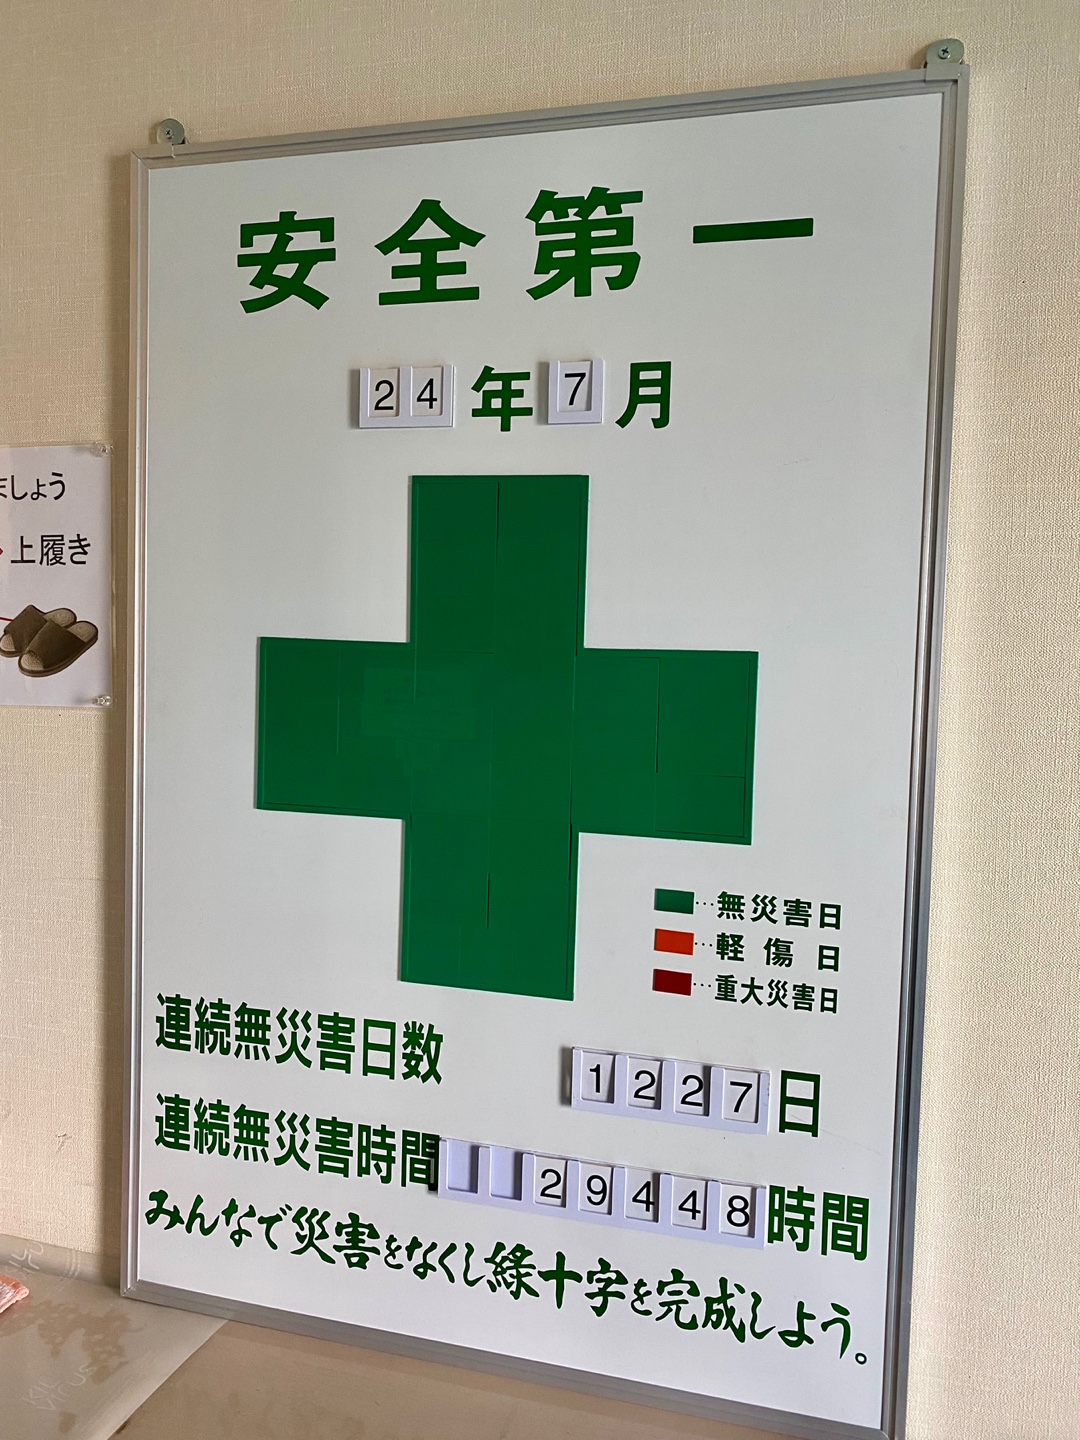 安全第一
24年7月
ましょう
上履き
…無災害日
…軽傷日
…重大災害日
連続無災害日数 1227日
連続無災害時間 29448時間
みんなで災害をなくし緑十字を完成しよう。